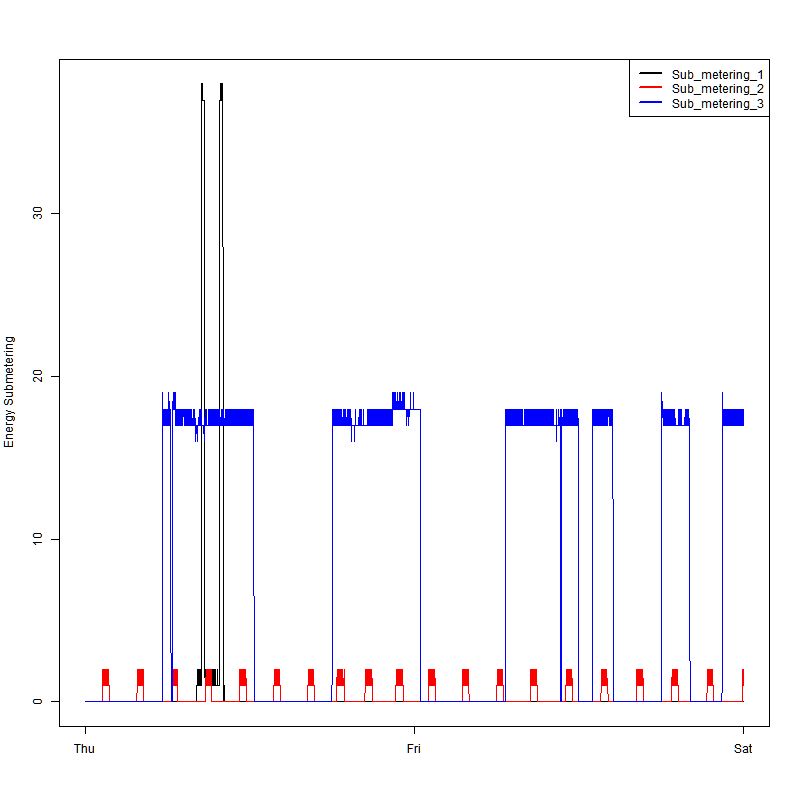 Sub_metering_1
Sub_metering_2
Sub_metering_3
Energy Submetering
30
20
10
0
Thu Fri Sat